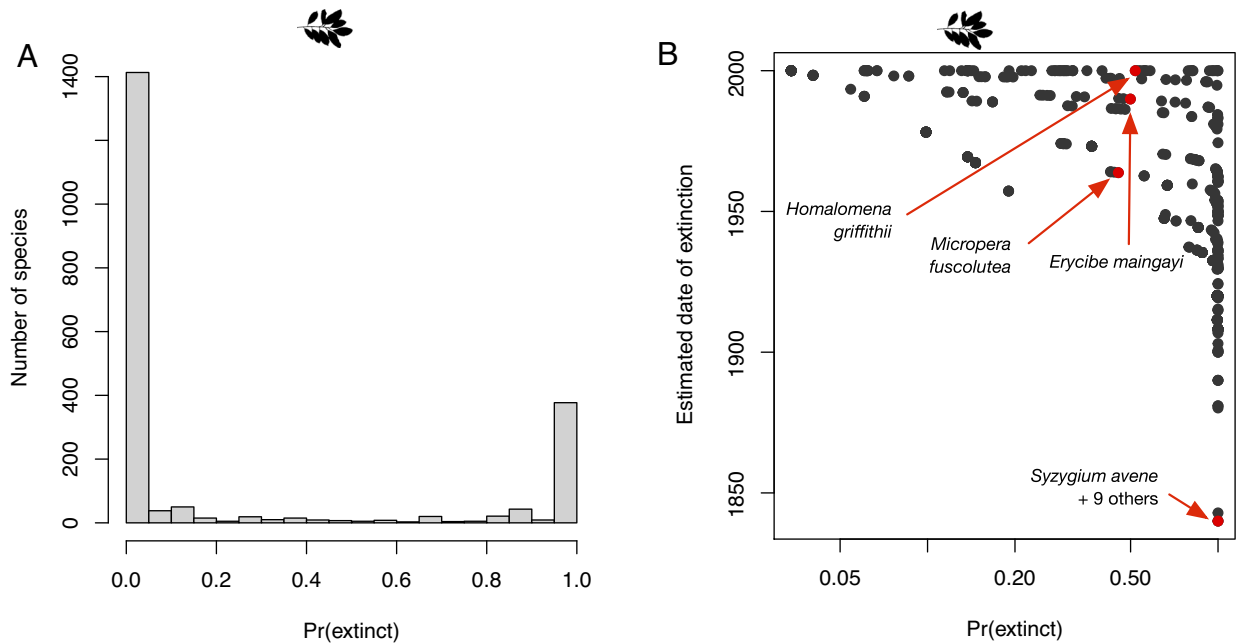 A
Number of species
1400
1000
800
600
400
200
0
0.0 0.2 0.4 0.6 0.8 1.0
Pr(extinct)
B
Estimated date of extinction
2000
1950
1900
1850
Homalomena
griffithii
Micropera
fuscolutea
Erycibe maingayi
Syzygium avene
+ 9 others
0.05 0.20 0.50
Pr(extinct)